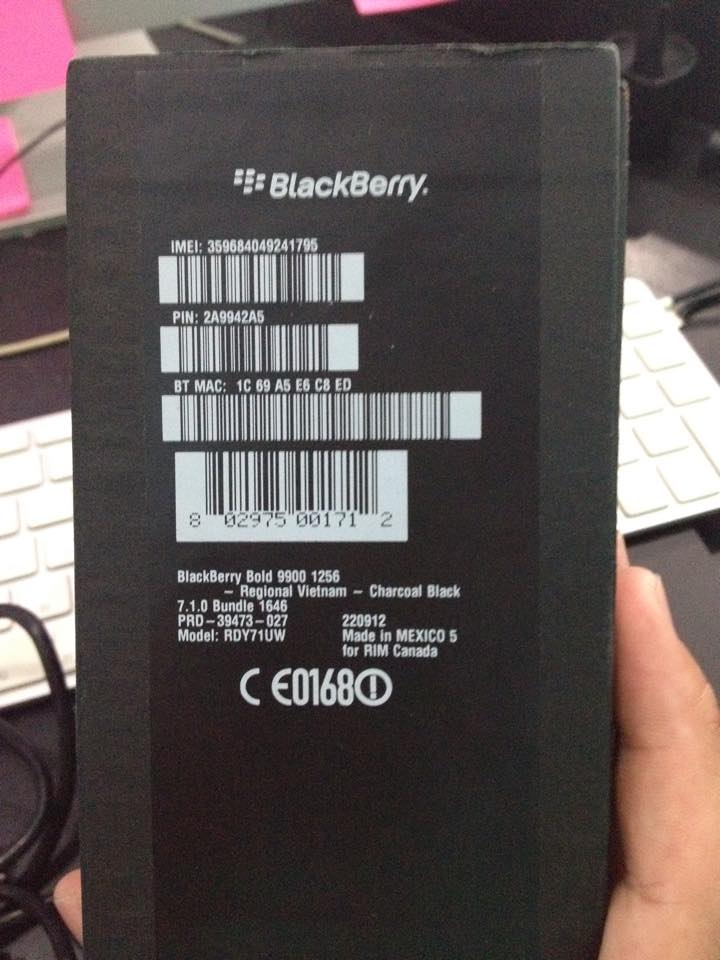 BlackBerry.
IMEI: 359684049241795
PIN: 2A9942A5
BT MAC: 1C 69 A5 E6 C8 ED
8 02975 00171 2
BlackBerry Bold 9900 1256
– Regional Vietnam – Charcoal Black
7.1.0 Bundle 1646
PRD-39473-027 220912
Model: RDY71UW Made in MEXICO 5
for RIM Canada
CE0168